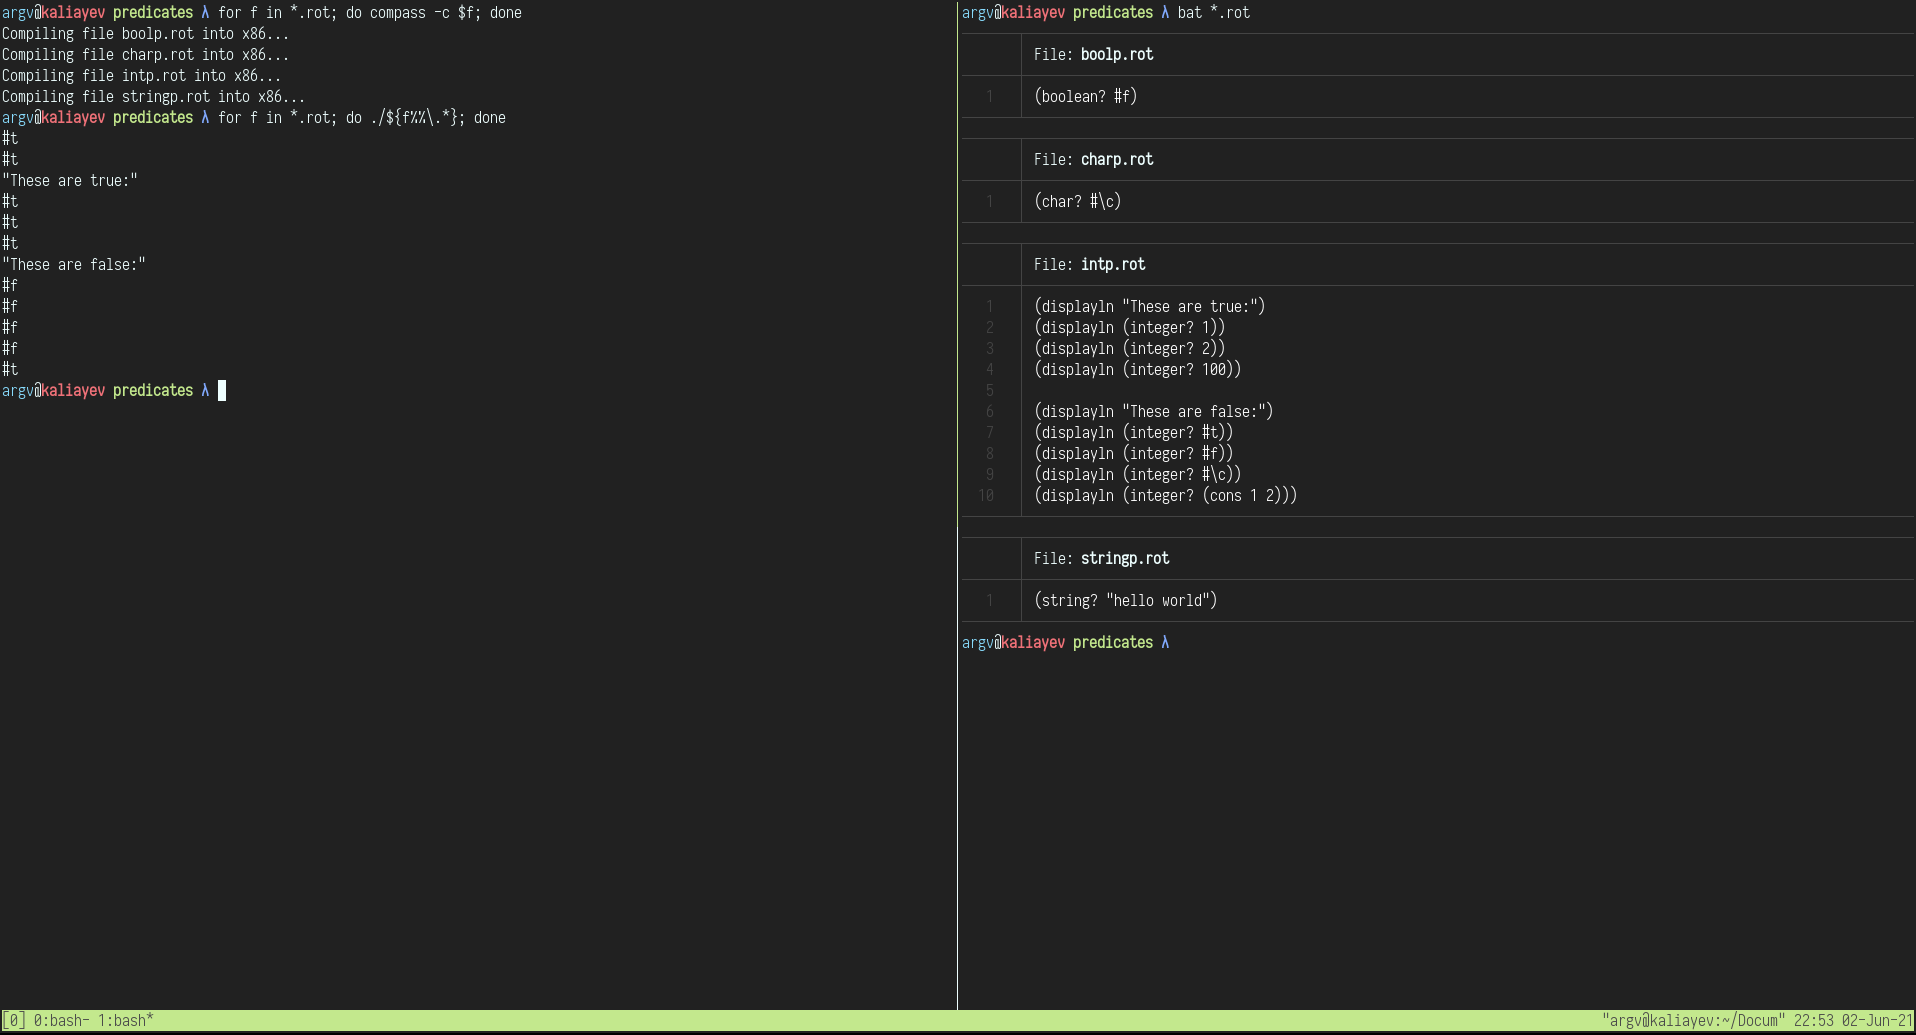 argv@kaliayev predicates λ for f in *.rot; do compass -c $f; done
Compiling file boolp.rot into x86...
Compiling file charp.rot into x86...
Compiling file intp.rot into x86...
Compiling file stringp.rot into x86...
argv@kaliayev predicates λ for f in *.rot; do ./${f%%\.*}; done
#t
#t
"These are true:"
#t
#t
#t
"These are false:"
#f
#f
#f
#f
#t
argv@kaliayev predicates λ
argv@kaliayev predicates λ bat *.rot
File: boolp.rot
1 (boolean? #f)
File: charp.rot
1 (char? #\c)
File: intp.rot
1 (displayln "These are true:")
2 (displayln (integer? 1))
3 (displayln (integer? 2))
4 (displayln (integer? 100))
5
6 (displayln "These are false:")
7 (displayln (integer? #t))
8 (displayln (integer? #f))
9 (displayln (integer? #\c))
10 (displayln (integer? (cons 1 2)))
File: stringp.rot
1 (string? "hello world")
argv@kaliayev predicates λ
[0] 0:bash- 1:bash* "argv@kaliayev:~/Docum" 22:53 02-Jun-21